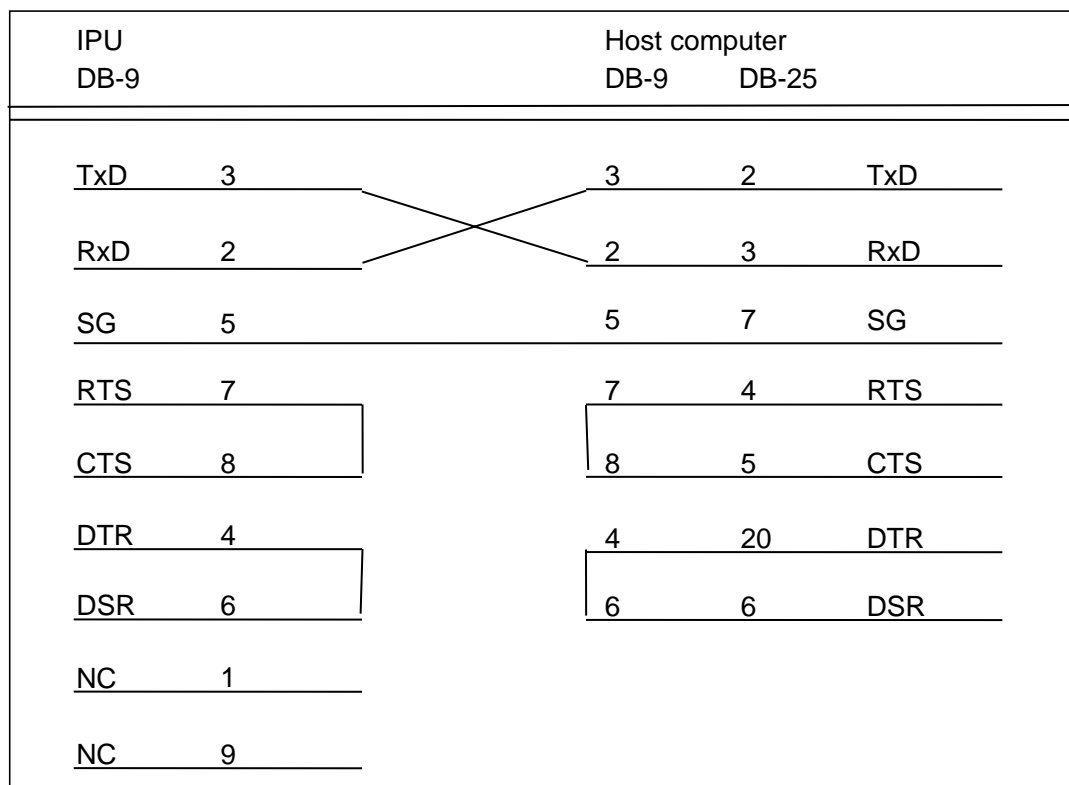 IPU Host computer
DB-9 DB-9 DB-25
TxD 3 3 2 TxD
RxD 2 2 3 RxD
SG 5 5 7 SG
RTS 7 7 4 RTS
CTS 8 8 5 CTS
DTR 4 4 20 DTR
DSR 6 6 6 DSR
NC 1
NC 9